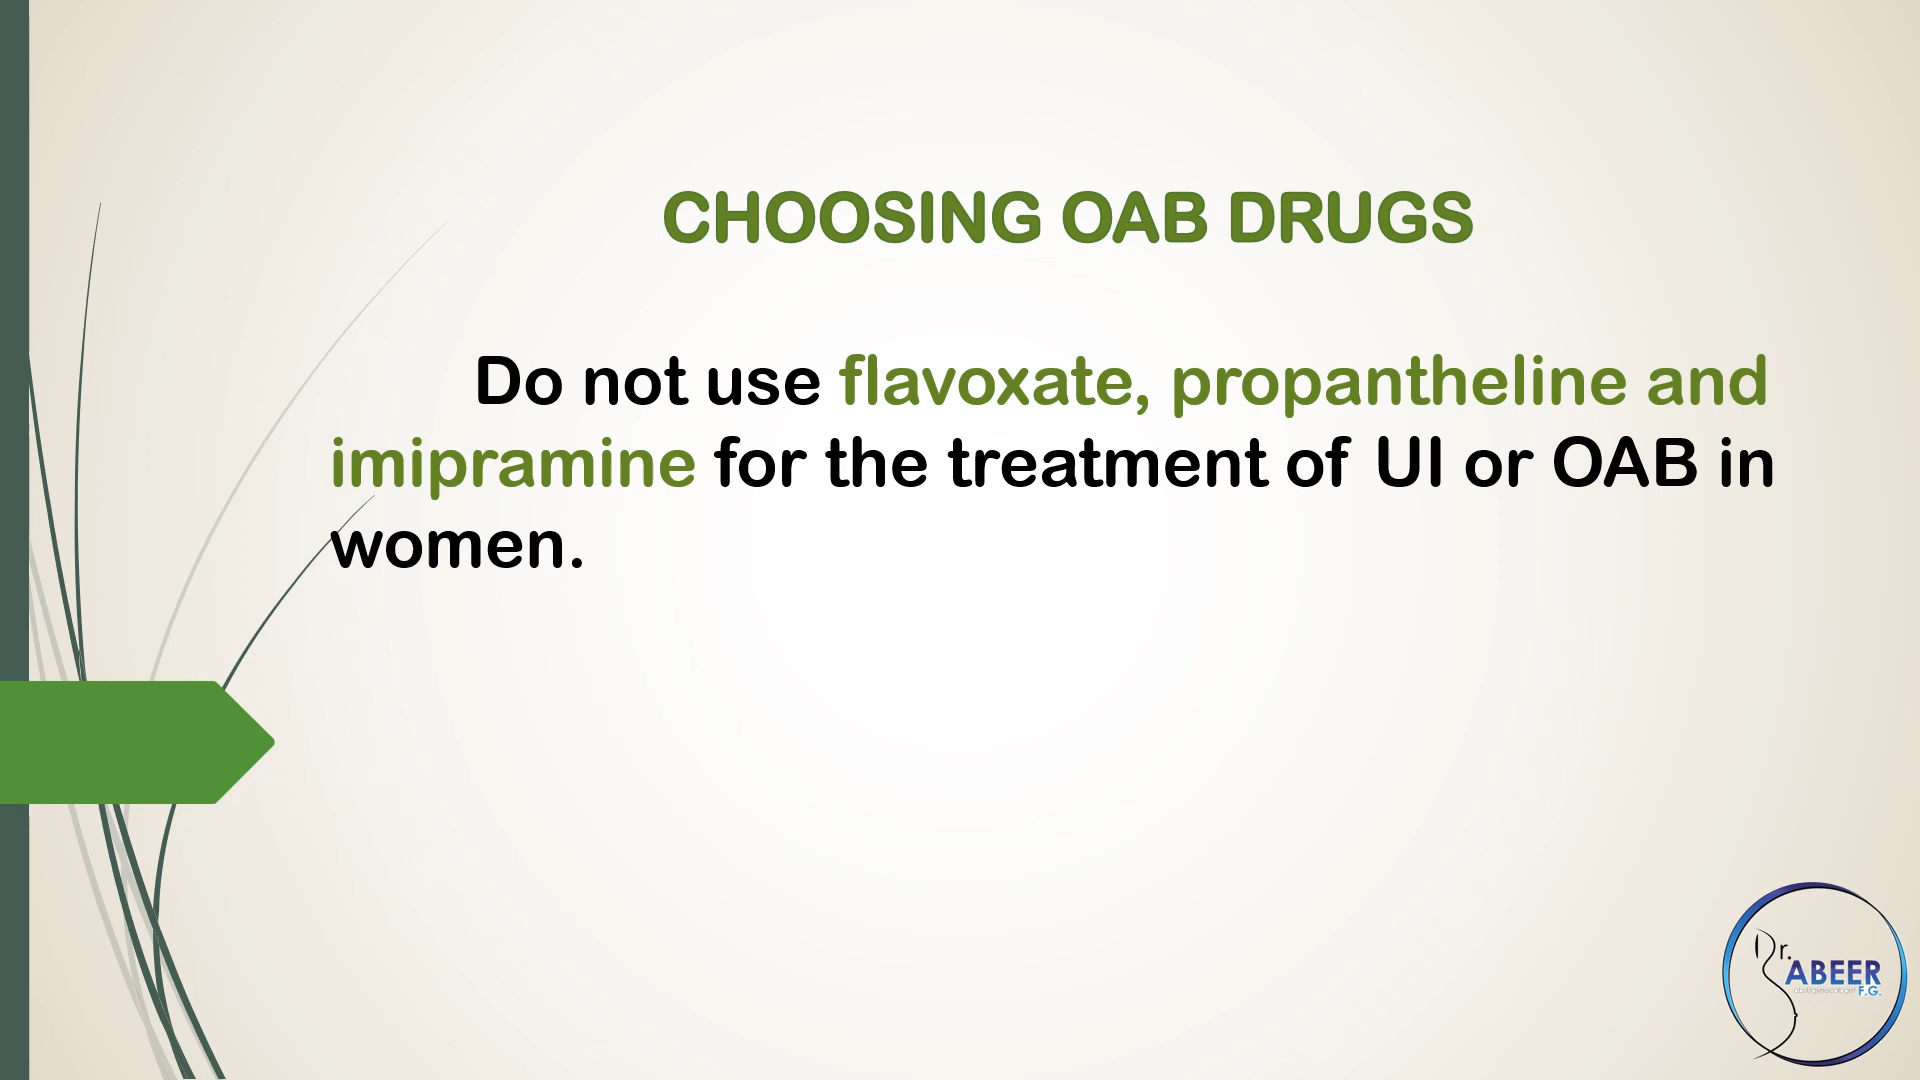 CHOOSING OAB DRUGS
Do not use flavoxate, propantheline and
imipramine for the treatment of UI or OAB in
women.
Dr.
ABEER
F.G.